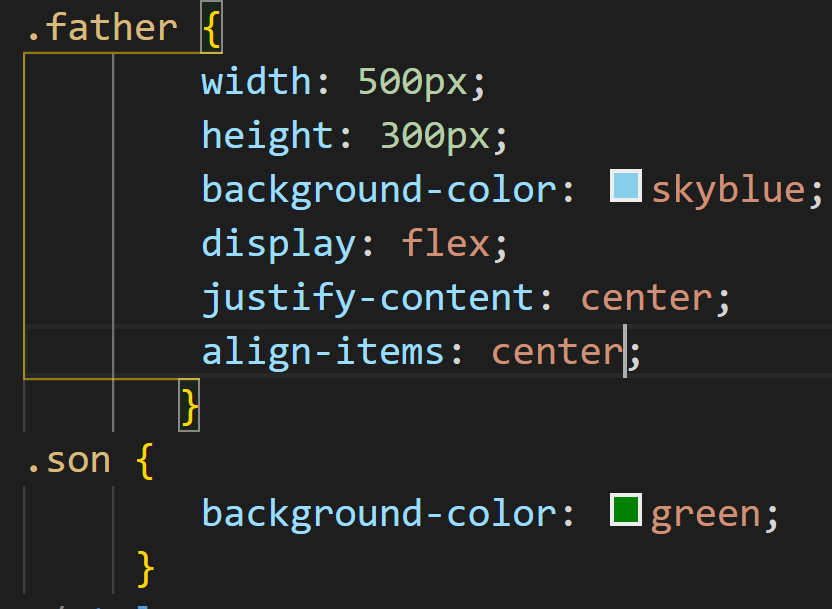 .father {
width: 500px;
height: 300px;
background-color: skyblue;
display: flex;
justify-content: center;
align-items: center;
}
.son {
background-color: green;
}